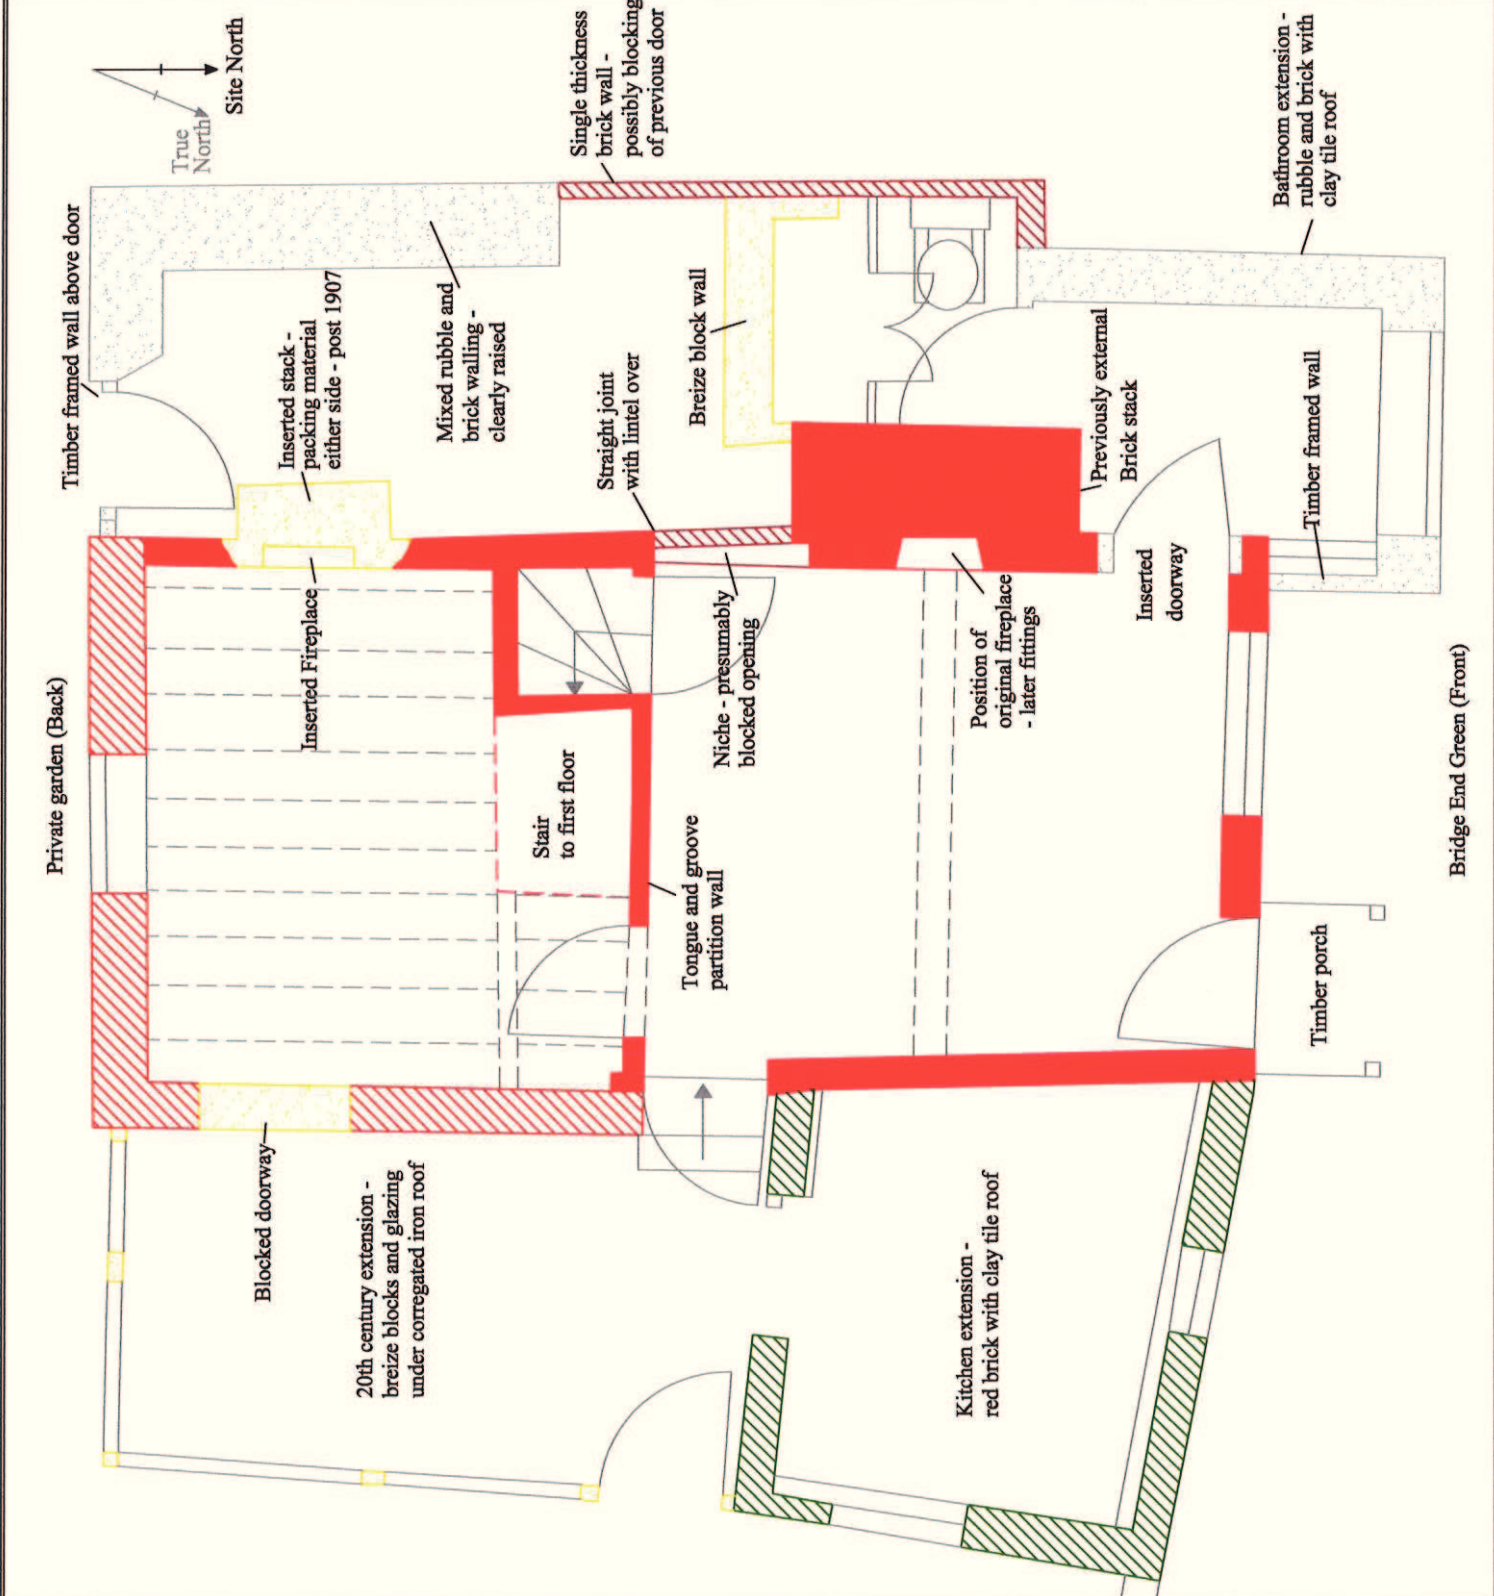 Private garden (Back)
Timber framed wall above door
True
North
Site North
Inserted stack -
packing material
either side - post 1907
Inserted Fireplace
Mixed rubble and
brick walling -
clearly raised
Single thickness
brick wall -
possibly blocking
of previous door
Blocked doorway
20th century extension -
breize blocks and glazing
under corregated iron roof
Stair
to first floor
Straight joint
with lintel over
Breize block wall
Tongue and groove
partition wall
Niche - presumably
blocked opening
Position of
original fireplace
- later fittings
Previously external
Brick stack
Inserted
doorway
Kitchen extension -
red brick with clay tile roof
Bathroom extension -
rubble and brick with
clay tile roof
Timber framed wall
Timber porch
Bridge End Green (Front)